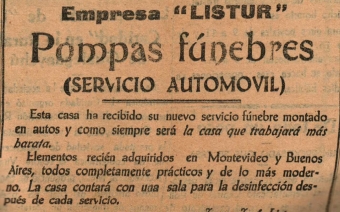 Empresa "LISTUR"
Pompas fúnebres
(SERVICIO AUTOMOVIL)
Esta casa ha recibido su nuevo servicio fúnebre montado
en autos y como siempre será la casa que trabajará más
barata.
Elementos recién adquiridos en Montevideo y Buenos
Aires, todos completamente prácticos y de lo más moder-
no. La casa contará con una sala para la desinfección des-
pués de cada servicio.